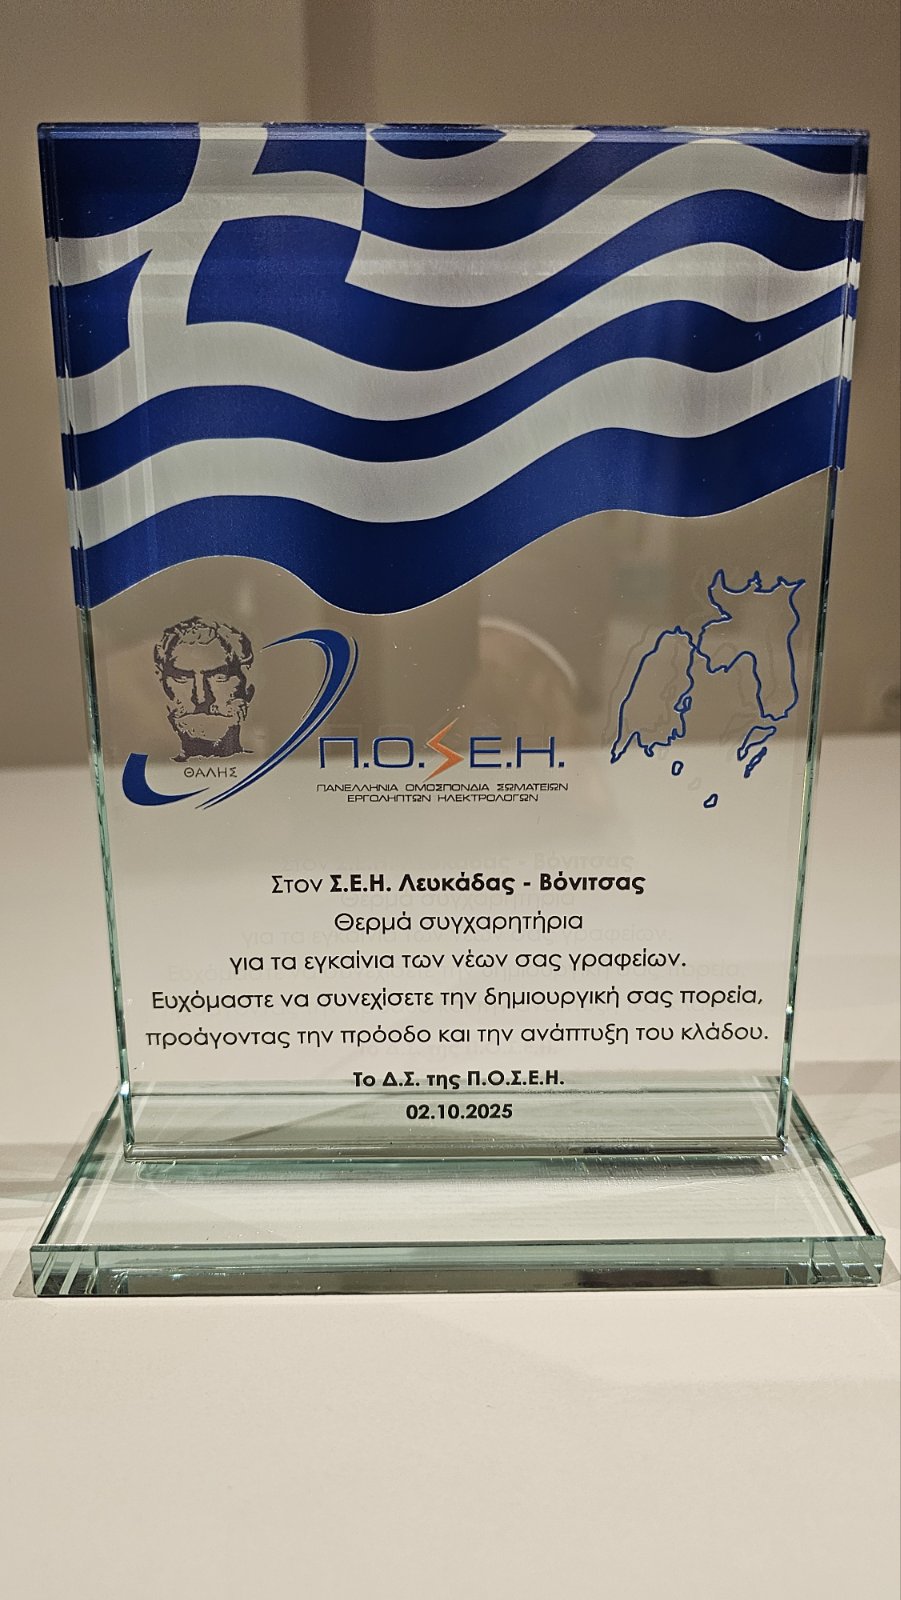 ΘΑΛΗΣ
Π.Ο.Σ.Ε.Η.
ΠΑΝΕΛΛΗΝΙΑ ΟΜΟΣΠΟΝΔΙΑ ΣΩΜΑΤΕΙΩΝ
ΕΡΓΟΛΗΠΤΩΝ ΗΛΕΚΤΡΟΛΟΓΩΝ
Στον Σ.Ε.Η. Λευκάδας - Βόνιτσας
Θερμά συγχαρητήρια
για τα εγκαίνια των νέων σας γραφείων.
Ευχόμαστε να συνεχίσετε την δημιουργική σας πορεία,
προάγοντας την πρόοδο και την ανάπτυξη του κλάδου.
Το Δ.Σ. της Π.Ο.Σ.Ε.Η.
02.10.2025